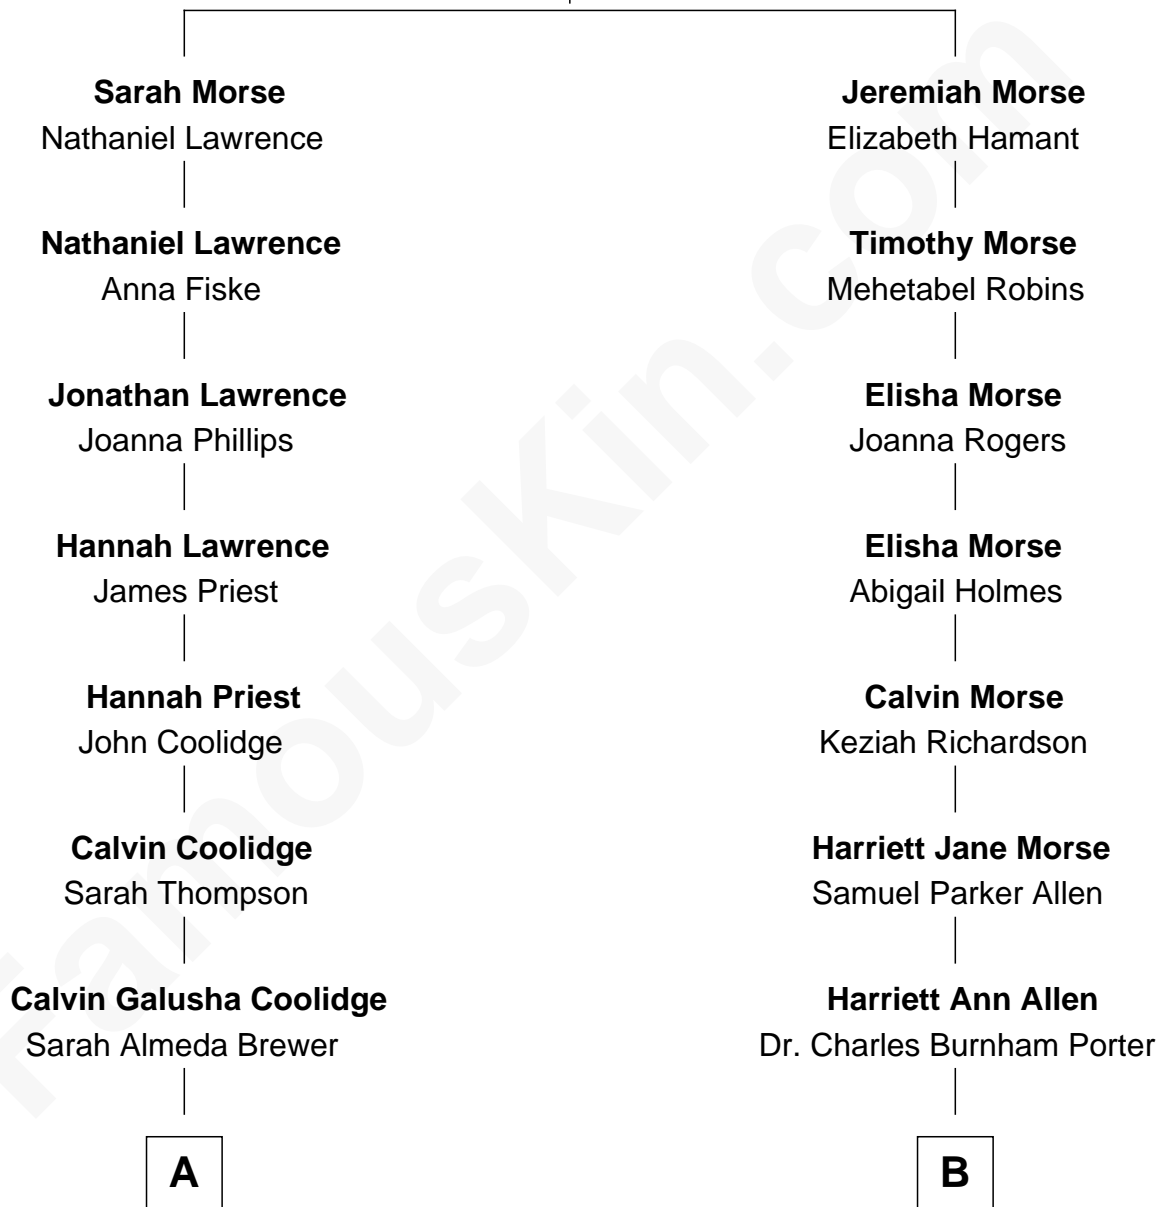 Sarah Morse
Nathaniel Lawrence
Nathaniel Lawrence
Anna Fiske
Jonathan Lawrence
Joanna Phillips
Hannah Lawrence
James Priest
Hannah Priest
John Coolidge
Calvin Coolidge
Sarah Thompson
Calvin Galusha Coolidge
Sarah Almeda Brewer
A
Jeremiah Morse
Elizabeth Hamant
Timothy Morse
Mehetabel Robins
Elisha Morse
Joanna Rogers
Elisha Morse
Abigail Holmes
Calvin Morse
Keziah Richardson
Harriett Jane Morse
Samuel Parker Allen
Harriett Ann Allen
Dr. Charles Burnham Porter
B
FamousKin.com